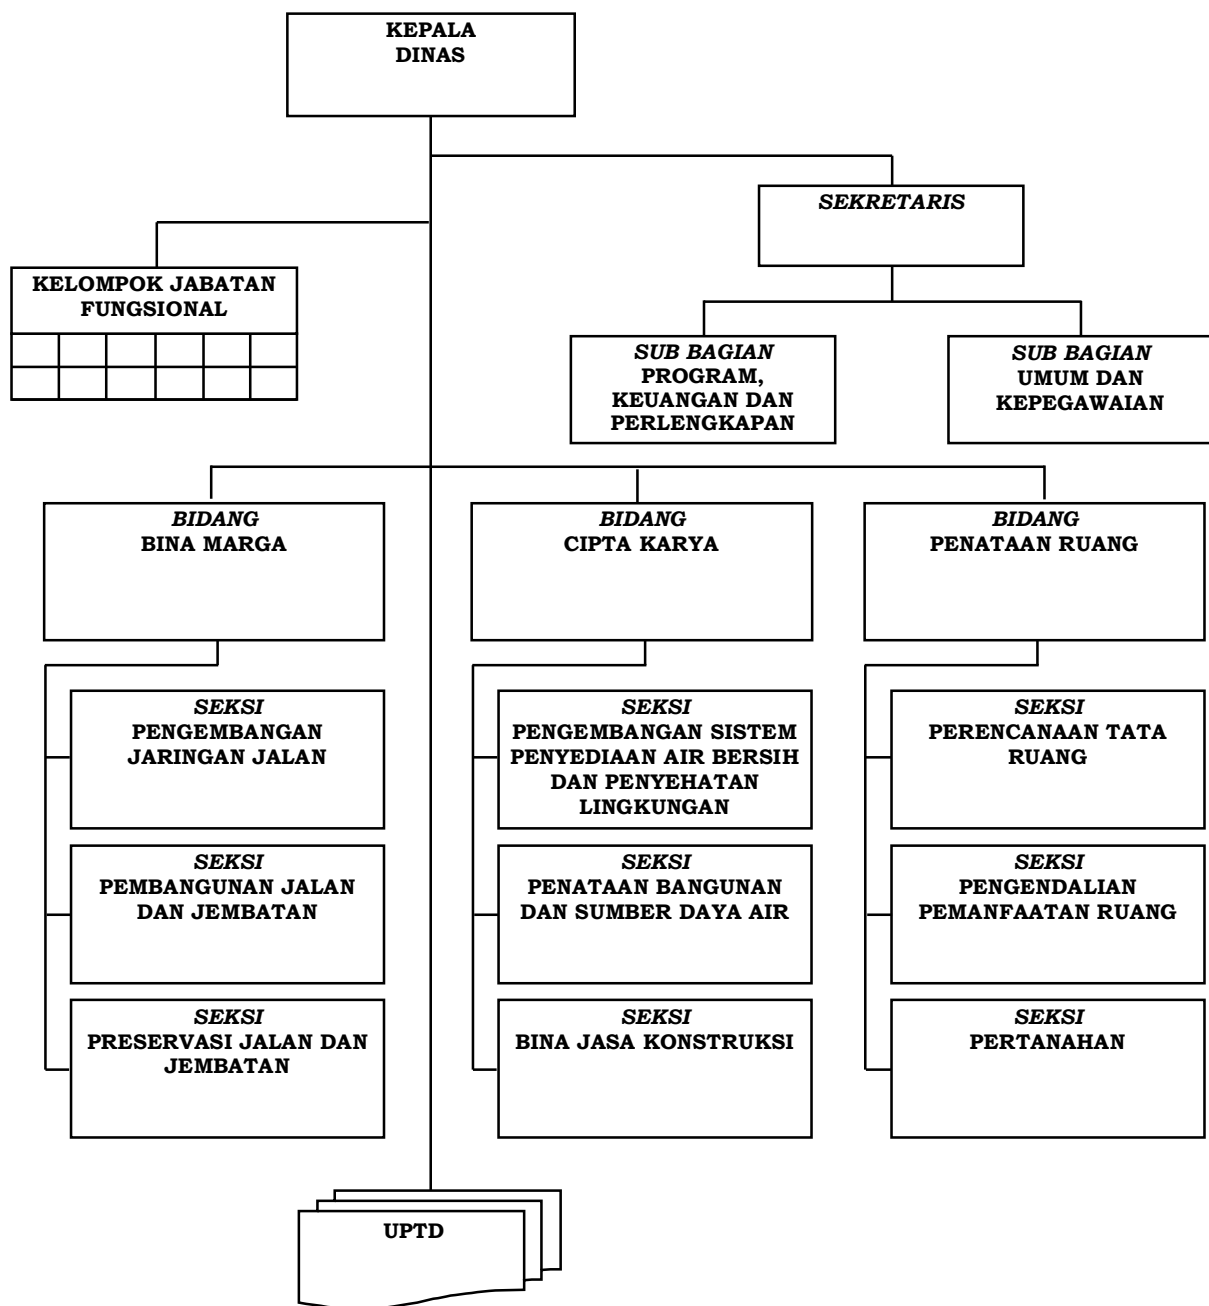 KEPALA
DINAS
SEKRETARIS
KELOMPOK JABATAN
FUNGSIONAL
SUB BAGIAN
PROGRAM,
KEUANGAN DAN
PERLENGKAPAN
SUB BAGIAN
UMUM DAN
KEPEGAWAIAN
BIDANG
BINA MARGA
BIDANG
CIPTA KARYA
BIDANG
PENATAAN RUANG
SEKSI
PENGEMBANGAN
JARINGAN JALAN
SEKSI
PENGEMBANGAN SISTEM
PENYEDIAAN AIR BERSIH
DAN PENYEHATAN
LINGKUNGAN
SEKSI
PERENCANAAN TATA
RUANG
SEKSI
PEMBANGUNAN JALAN
DAN JEMBATAN
SEKSI
PENATAAN BANGUNAN
DAN SUMBER DAYA AIR
SEKSI
PENGENDALIAN
PEMANFAATAN RUANG
SEKSI
PRESERVASI JALAN DAN
JEMBATAN
SEKSI
BINA JASA KONSTRUKSI
SEKSI
PERTANAHAN
UPTD